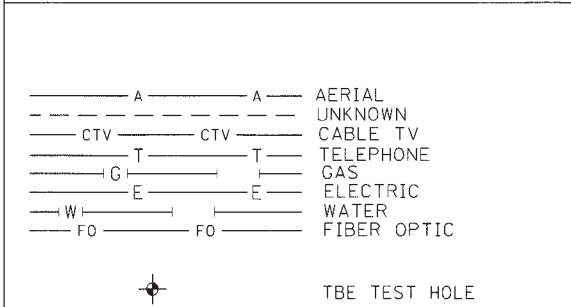 A A AERIAL
UNKNOWN
CTV CTV CABLE TV
T T TELEPHONE
G GAS
E E ELECTRIC
W WATER
FO FO FIBER OPTIC
TBE TEST HOLE